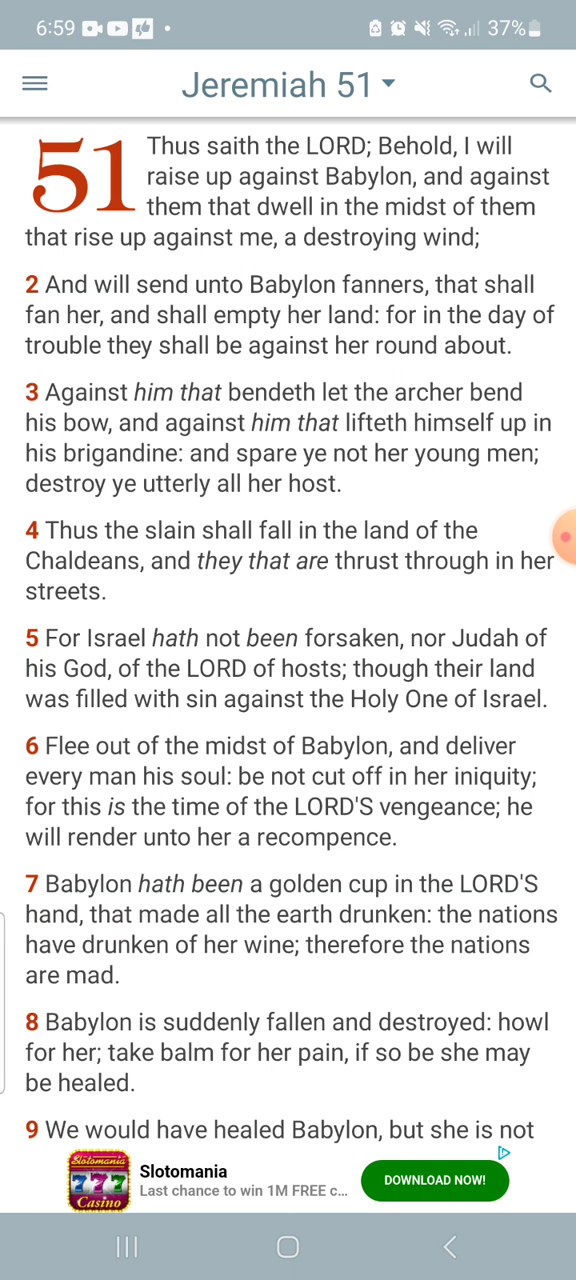 6:59
37%
Jeremiah 51
51 Thus saith the LORD; Behold, I will
raise up against Babylon, and against
them that dwell in the midst of them
that rise up against me, a destroying wind;
2 And will send unto Babylon fanners, that shall
fan her, and shall empty her land: for in the day of
trouble they shall be against her round about.
3 Against him that bendeth let the archer bend
his bow, and against him that lifteth himself up in
his brigandine: and spare ye not her young men;
destroy ye utterly all her host.
4 Thus the slain shall fall in the land of the
Chaldeans, and they that are thrust through in her
streets.
5 For Israel hath not been forsaken, nor Judah of
his God, of the LORD of hosts; though their land
was filled with sin against the Holy One of Israel.
6 Flee out of the midst of Babylon, and deliver
every man his soul: be not cut off in her iniquity;
for this is the time of the LORD'S vengeance; he
will render unto her a recompence.
7 Babylon hath been a golden cup in the LORD'S
hand, that made all the earth drunken: the nations
have drunken of her wine; therefore the nations
are mad.
8 Babylon is suddenly fallen and destroyed: howl
for her; take balm for her pain, if so be she may
be healed.
9 We would have healed Babylon, but she is not
Slotomania
777
Casino
Slotomania
Last chance to win 1M FREE c...
DOWNLOAD NOW!